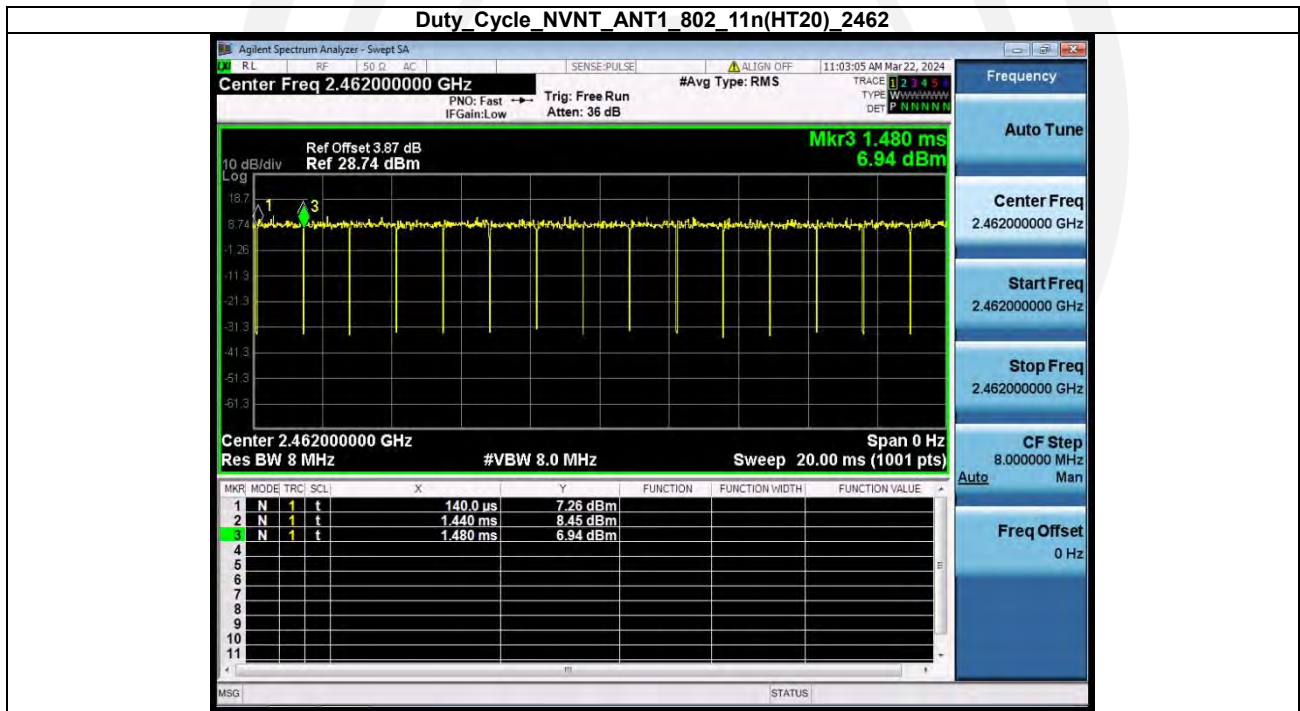 Duty_Cycle_NVNT_ANT1_802_11n(HT20)_2462
Agilent Spectrum Analyzer - Swept SA
RL RF 50 Ω AC SENSE:PULSE ALIGN OFF 11:03:05 AM Mar 22, 2024
Center Freq 2.462000000 GHz
PNO: Fast
IFGain:Low
Trig: Free Run
Atten: 36 dB
#Avg Type: RMS
TRACE 1 2 3 4 5 6
TYPE WWWWWW
DET P N N N N N
Frequency
Auto Tune
Center Freq
2.462000000 GHz
Start Freq
2.462000000 GHz
Stop Freq
2.462000000 GHz
CF Step
8.000000 MHz
Auto Man
Freq Offset
0 Hz
Mkr3 1.480 ms
6.94 dBm
Ref Offset 3.87 dB
10 dB/div Ref 28.74 dBm
Log
18.7
8.74
-1.26
-11.3
-21.3
-31.3
-41.3
-51.3
-61.3
1
3
Center 2.462000000 GHz Span 0 Hz
Res BW 8 MHz #VBW 8.0 MHz Sweep 20.00 ms (1001 pts)
MKR MODE TRC SCL X Y FUNCTION FUNCTION WIDTH FUNCTION VALUE
1 N 1 t 140.0 µs 7.26 dBm
2 N 1 t 1.440 ms 8.45 dBm
3 N 1 t 1.480 ms 6.94 dBm
4
5
6
7
8
9
10
11
MSG STATUS